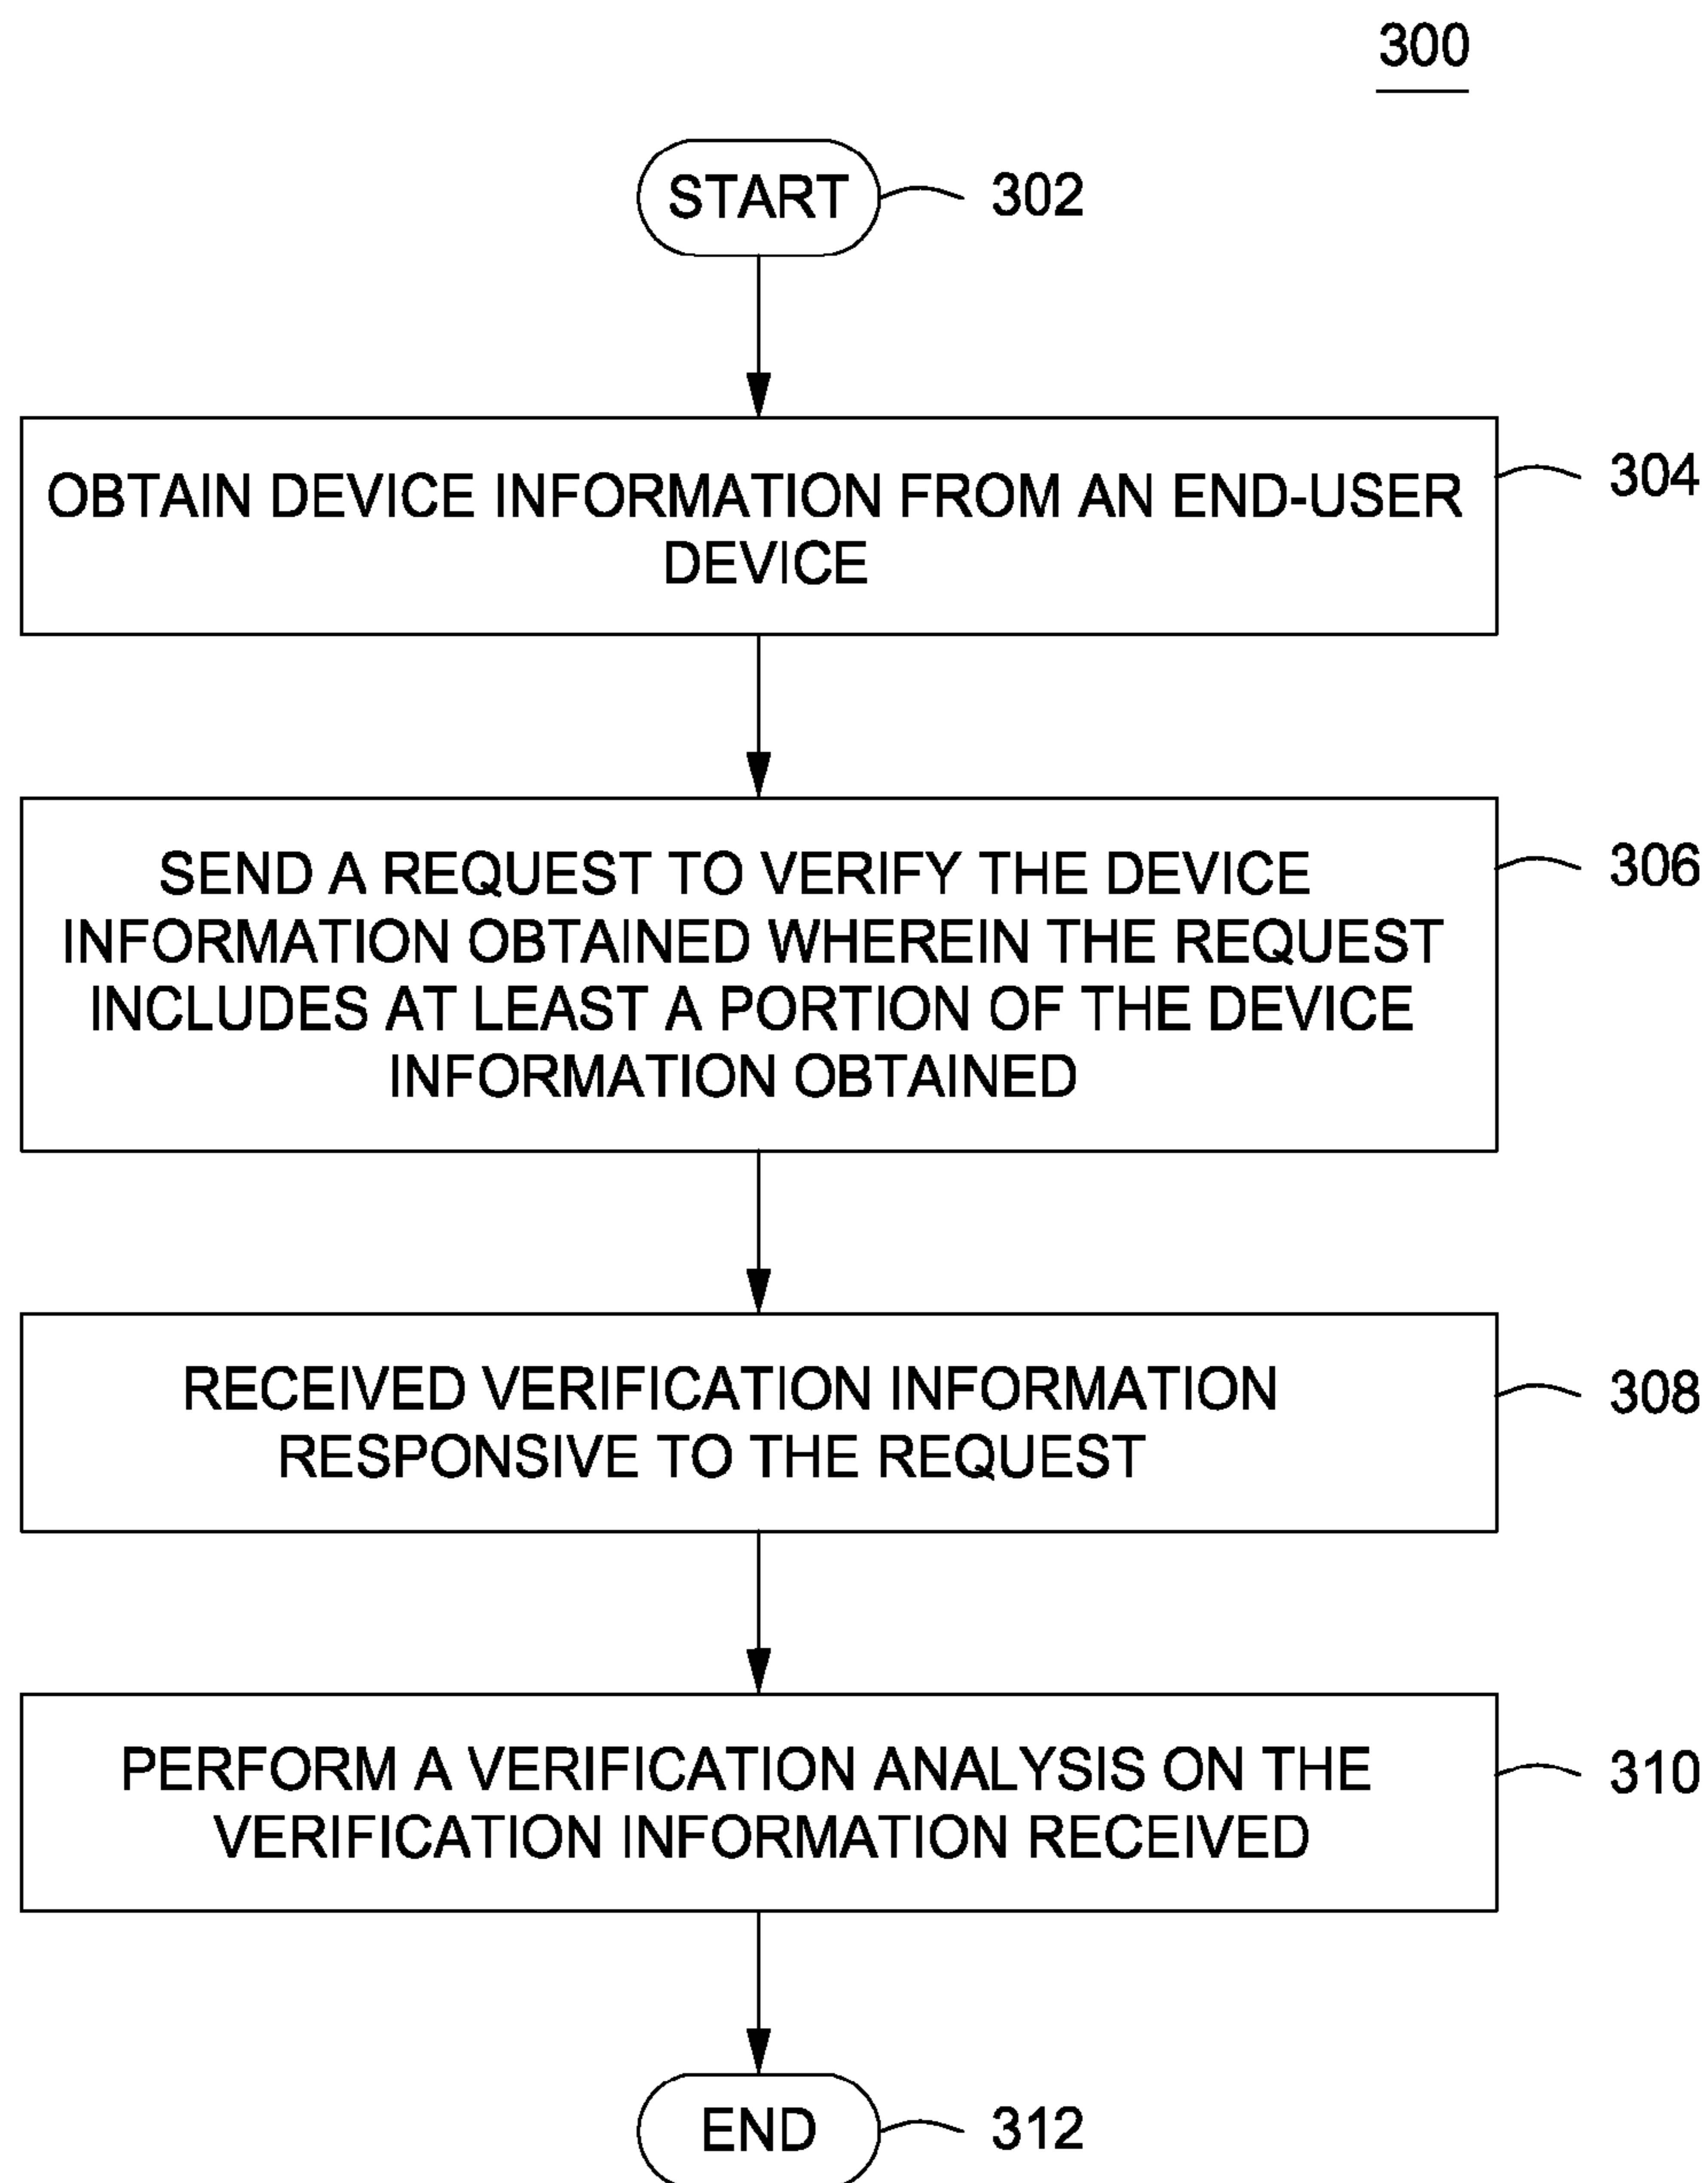 300
START
302
OBTAIN DEVICE INFORMATION FROM AN END-USER
DEVICE
304
SEND A REQUEST TO VERIFY THE DEVICE
INFORMATION OBTAINED WHEREIN THE REQUEST
INCLUDES AT LEAST A PORTION OF THE DEVICE
INFORMATION OBTAINED
306
RECEIVED VERIFICATION INFORMATION
RESPONSIVE TO THE REQUEST
308
PERFORM A VERIFICATION ANALYSIS ON THE
VERIFICATION INFORMATION RECEIVED
310
END
312